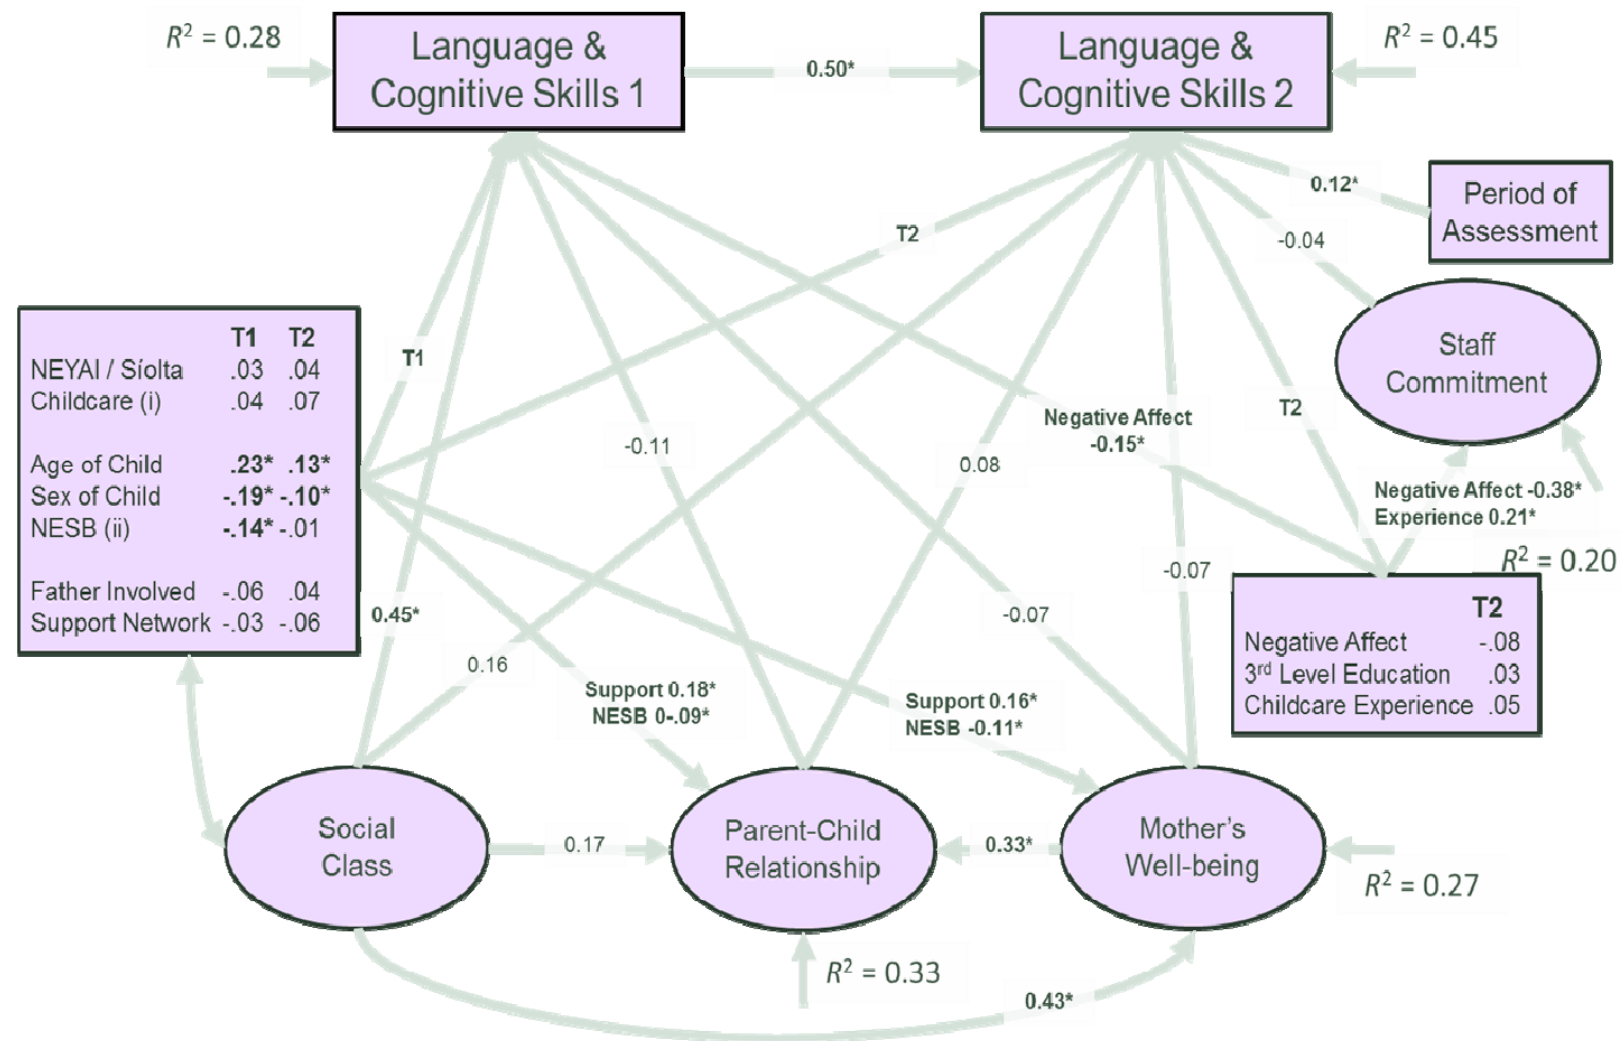 R² = 0.28
Language &
Cognitive Skills 1
0.50*
Language &
Cognitive Skills 2
R² = 0.45
0.12*
Period of
Assessment
T2
-0.04
Staff
Commitment
T1 T2
NEYAI / Síolta .03 .04
Childcare (i) .04 .07
Age of Child .23* .13*
Sex of Child -.19* -.10*
NESB (ii) -.14* -.01
Father Involved -.06 .04
Support Network -.03 -.06
T1
-0.11
0.08
Negative Affect
-0.15*
T2
Negative Affect -0.38*
Experience 0.21*
R² = 0.20
-0.07
-0.07
0.45*
0.16
T2
Negative Affect -.08
3rd Level Education .03
Childcare Experience .05
Support 0.18*
NESB 0-.09*
Support 0.16*
NESB -0.11*
Social
Class
0.17
Parent-Child
Relationship
0.33*
Mother's
Well-being
R² = 0.27
R² = 0.33
0.43*